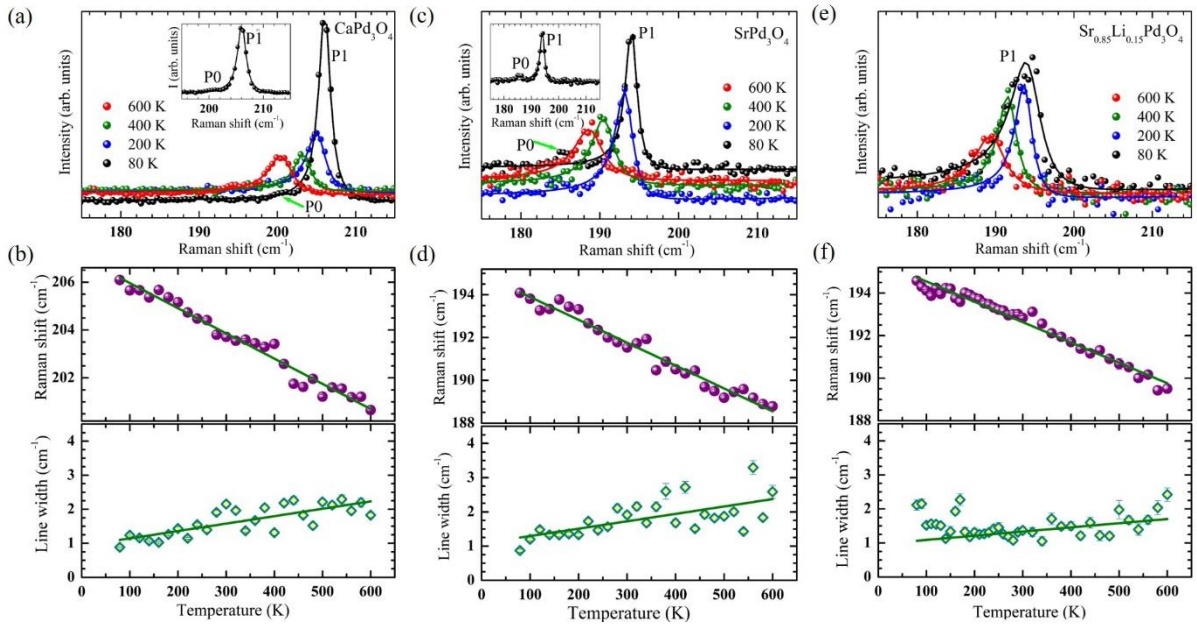 (a)
CaPd₃O₄
P0
P1
I (arb. units)
200 210
Raman shift (cm⁻¹)
P1
600 K
400 K
200 K
80 K
P0
Intensity (arb. units)
180 190 200 210
Raman shift (cm⁻¹)
(c)
SrPd₃O₄
P0
P1
180 190 200 210
Raman shift (cm⁻¹)
P1
600 K
400 K
200 K
80 K
P0
Intensity (arb. units)
180 190 200 210
Raman shift (cm⁻¹)
(e)
Sr₀.₈₅Li₀.₁₅Pd₃O₄
P1
600 K
400 K
200 K
80 K
Intensity (arb. units)
180 190 200 210
Raman shift (cm⁻¹)
(b)
Raman shift (cm⁻¹)
206
204
202
Line width (cm⁻¹)
4
3
2
1
0
0 100 200 300 400 500 600
Temperature (K)
(d)
Raman shift (cm⁻¹)
194
192
190
188
Line width (cm⁻¹)
4
3
2
1
0
0 100 200 300 400 500 600
Temperature (K)
(f)
Raman shift (cm⁻¹)
194
192
190
188
Line width (cm⁻¹)
4
3
2
1
0
0 100 200 300 400 500 600
Temperature (K)